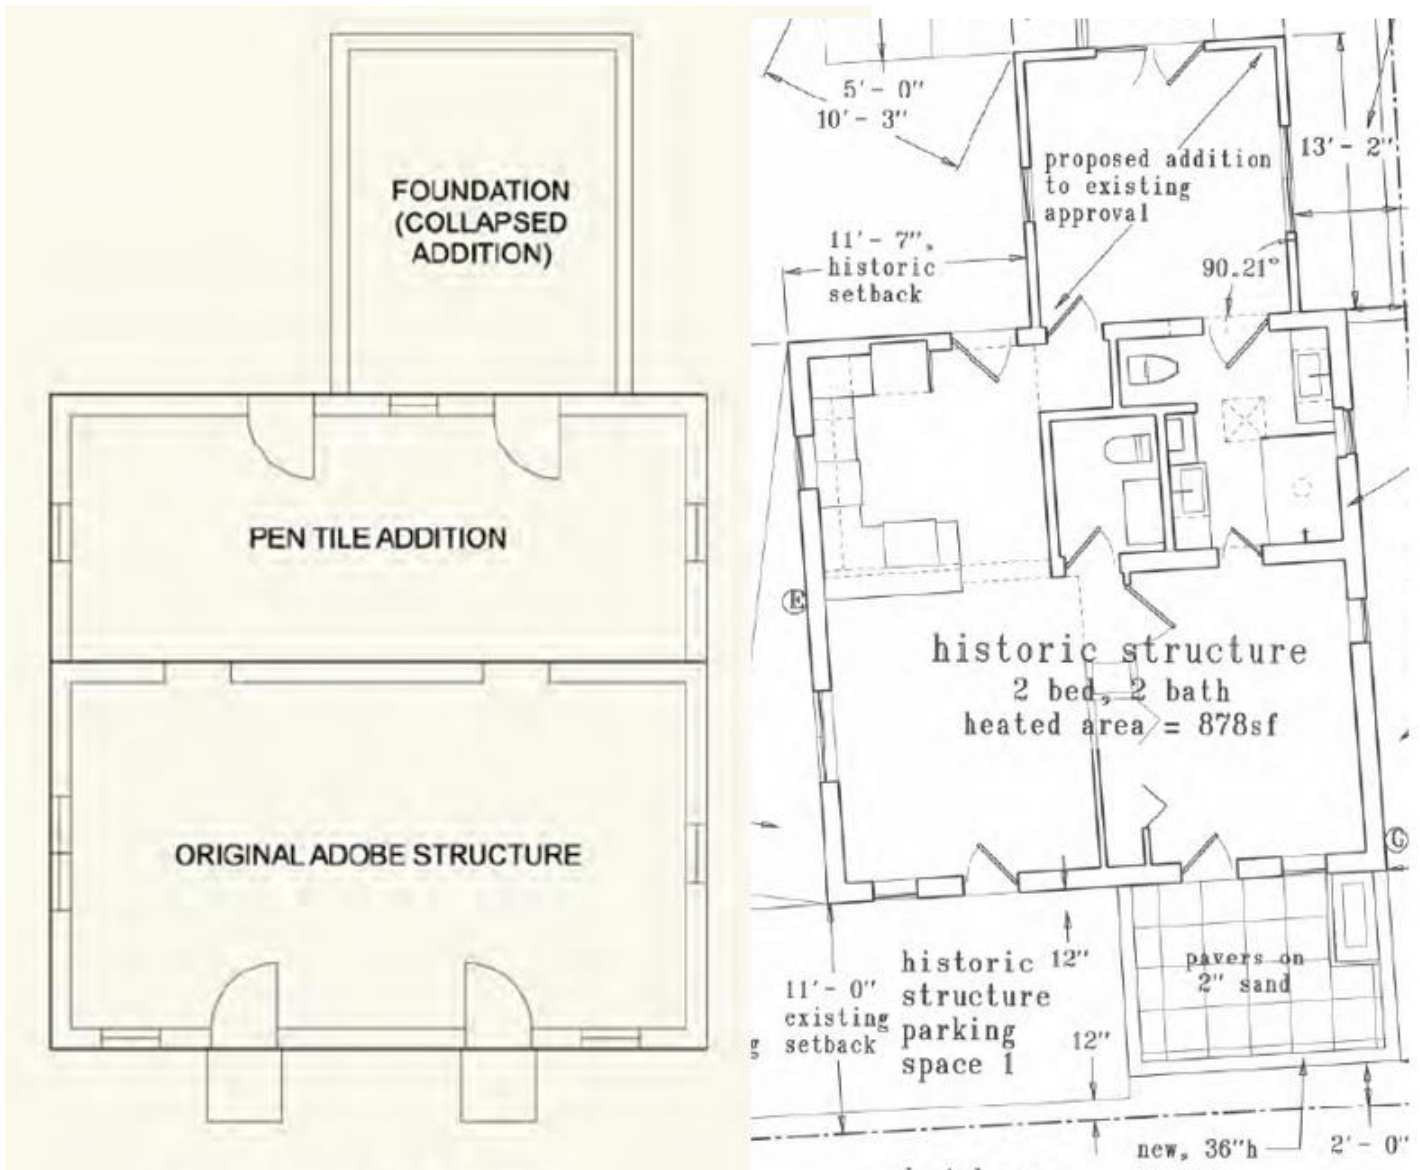 FOUNDATION
(COLLAPSED
ADDITION)
PEN TILE ADDITION
ORIGINAL ADOBE STRUCTURE
5'- 0"
10'- 3"
proposed addition
to existing
approval
13'- 2"
11'- 7",
historic
setback
90.21°
E
historic structure
2 bed, 2 bath
heated area = 878sf
G
pavers on
2" sand
historic
structure
parking
space 1
12"
11'- 0"
existing
setback
12"
new, 36"h
2'- 0"